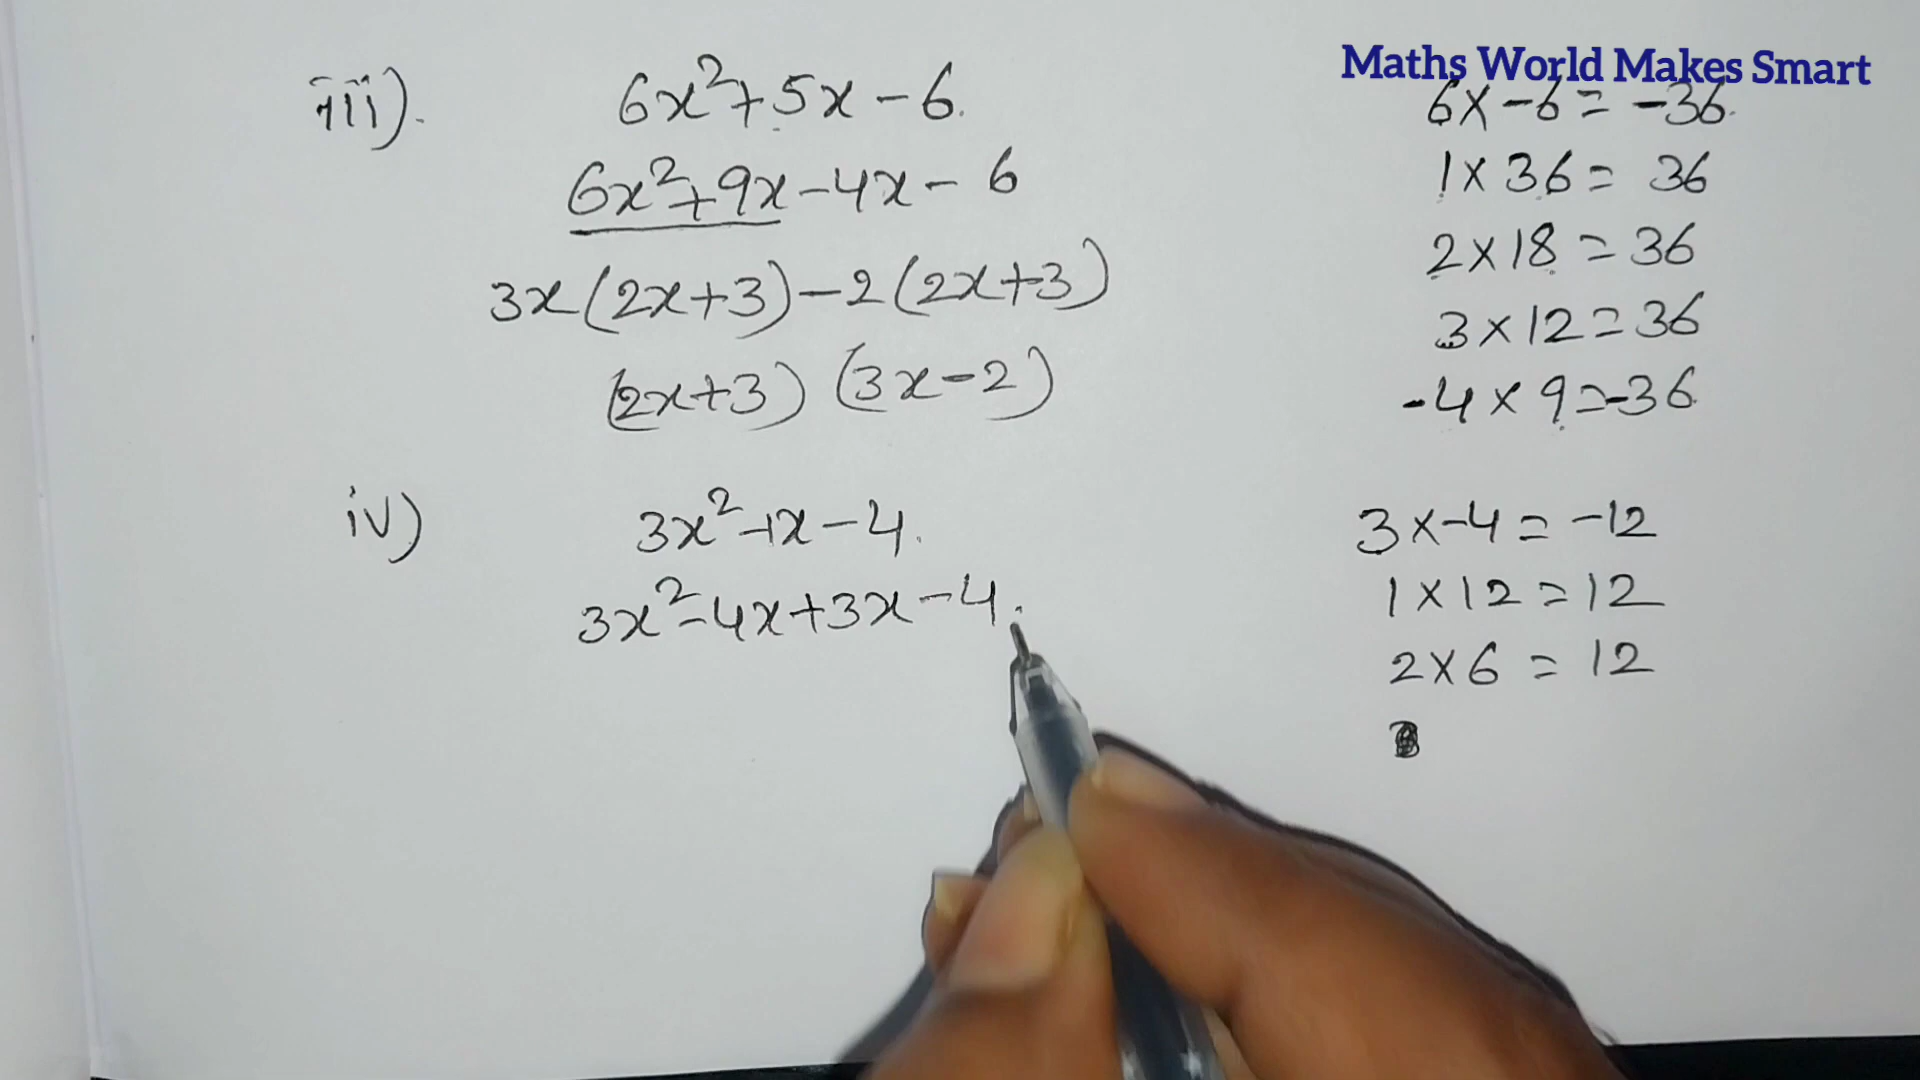 Maths World Makes Smart
iii). 6x²+5x-6.
6x²+9x-4x-6
3x(2x+3)-2(2x+3)
(2x+3) (3x-2)
6x-6=-36.
1x36=36
2x18=36
3x12=36
-4x9=-36
iv) 3x²-1x-4.
3x²-4x+3x-4.
3x-4=-12
1x12=12
2x6=12